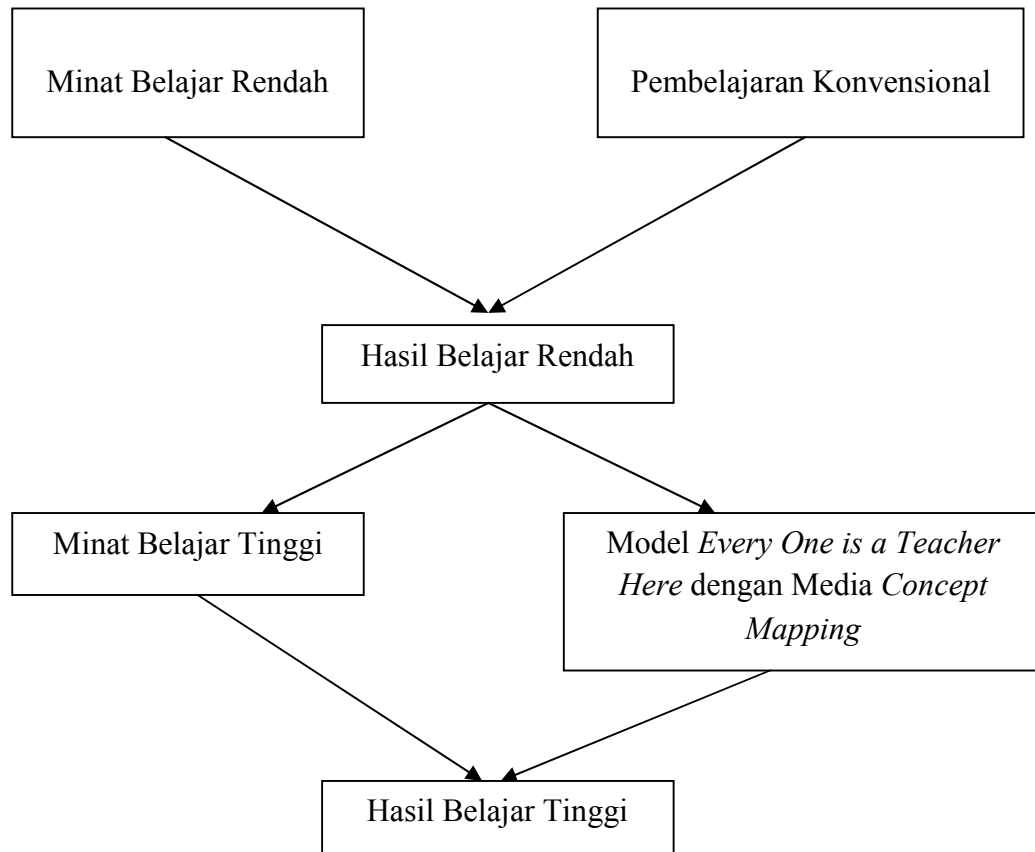 Minat Belajar Rendah
Pembelajaran Konvensional
Hasil Belajar Rendah
Minat Belajar Tinggi
Model Every One is a Teacher
Here dengan Media Concept
Mapping
Hasil Belajar Tinggi